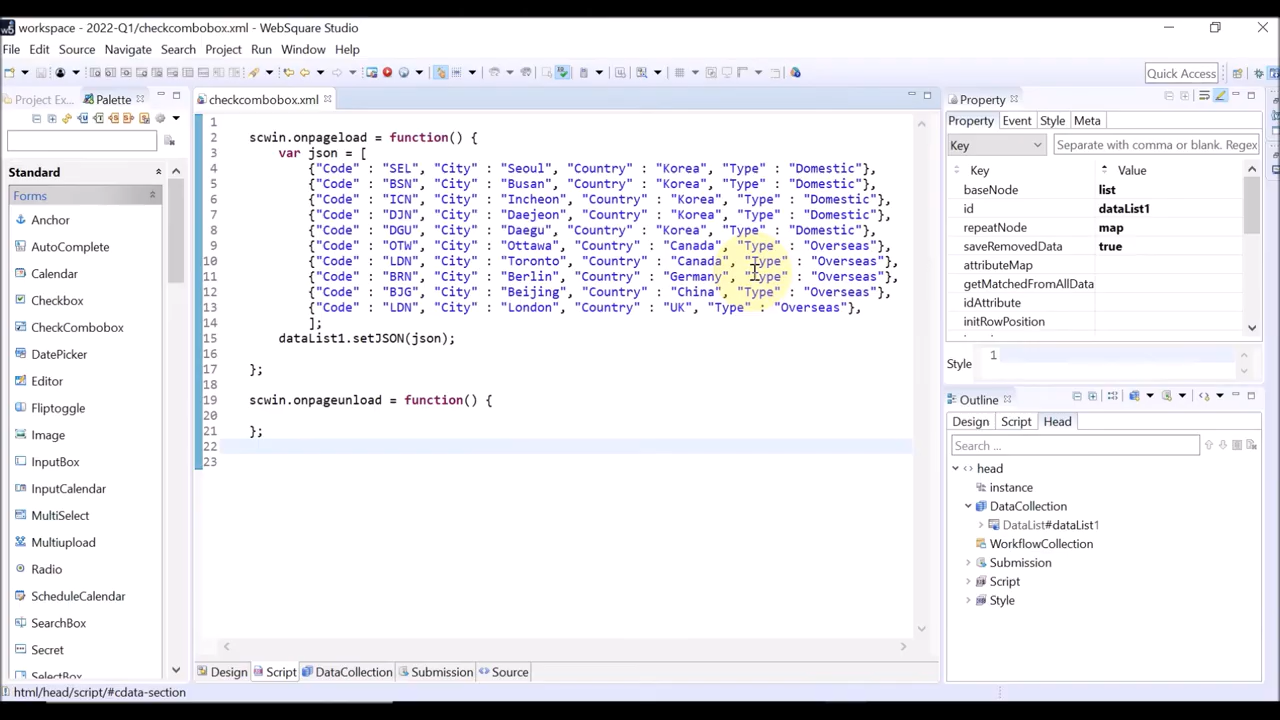 workspace - 2022-Q1/checkcombobox.xml - WebSquare Studio
File Edit Source Navigate Search Project Run Window Help
Quick Access
Project Ex... Palette
Standard
Forms
Anchor
AutoComplete
Calendar
Checkbox
CheckCombobox
DatePicker
Editor
Fliptoggle
Image
InputBox
InputCalendar
MultiSelect
Multiupload
Radio
ScheduleCalendar
SearchBox
Secret
SelectBox
checkcombobox.xml
1
2 scwin.onpageload = function() {
3 var json = [
4 {"Code" : "SEL", "City" : "Seoul", "Country" : "Korea", "Type" : "Domestic"},
5 {"Code" : "BSN", "City" : "Busan", "Country" : "Korea", "Type" : "Domestic"},
6 {"Code" : "ICN", "City" : "Incheon", "Country" : "Korea", "Type" : "Domestic"},
7 {"Code" : "DJN", "City" : "Daejeon", "Country" : "Korea", "Type" : "Domestic"},
8 {"Code" : "DGU", "City" : "Daegu", "Country" : "Korea", "Type" : "Domestic"},
9 {"Code" : "OTW", "City" : "Ottawa", "Country" : "Canada", "Type" : "Overseas"},
10 {"Code" : "LDN", "City" : "Toronto", "Country" : "Canada", "Type" : "Overseas"},
11 {"Code" : "BRN", "City" : "Berlin", "Country" : "Germany", "Type" : "Overseas"},
12 {"Code" : "BJG", "City" : "Beijing", "Country" : "China", "Type" : "Overseas"},
13 {"Code" : "LDN", "City" : "London", "Country" : "UK", "Type" : "Overseas"},
14 ];
15 dataList1.setJSON(json);
16
17 };
18
19 scwin.onpageunload = function() {
20
21 };
22
23
Design Script DataCollection Submission Source
html/head/script/#cdata-section
Property
Property Event Style Meta
Key Separate with comma or blank. Regex
Key Value
baseNode list
id dataList1
repeatNode map
saveRemovedData true
attributeMap
getMatchedFromAllData
idAttribute
initRowPosition
Style 1
Outline
Design Script Head
Search ...
head
instance
DataCollection
DataList#dataList1
WorkflowCollection
Submission
Script
Style